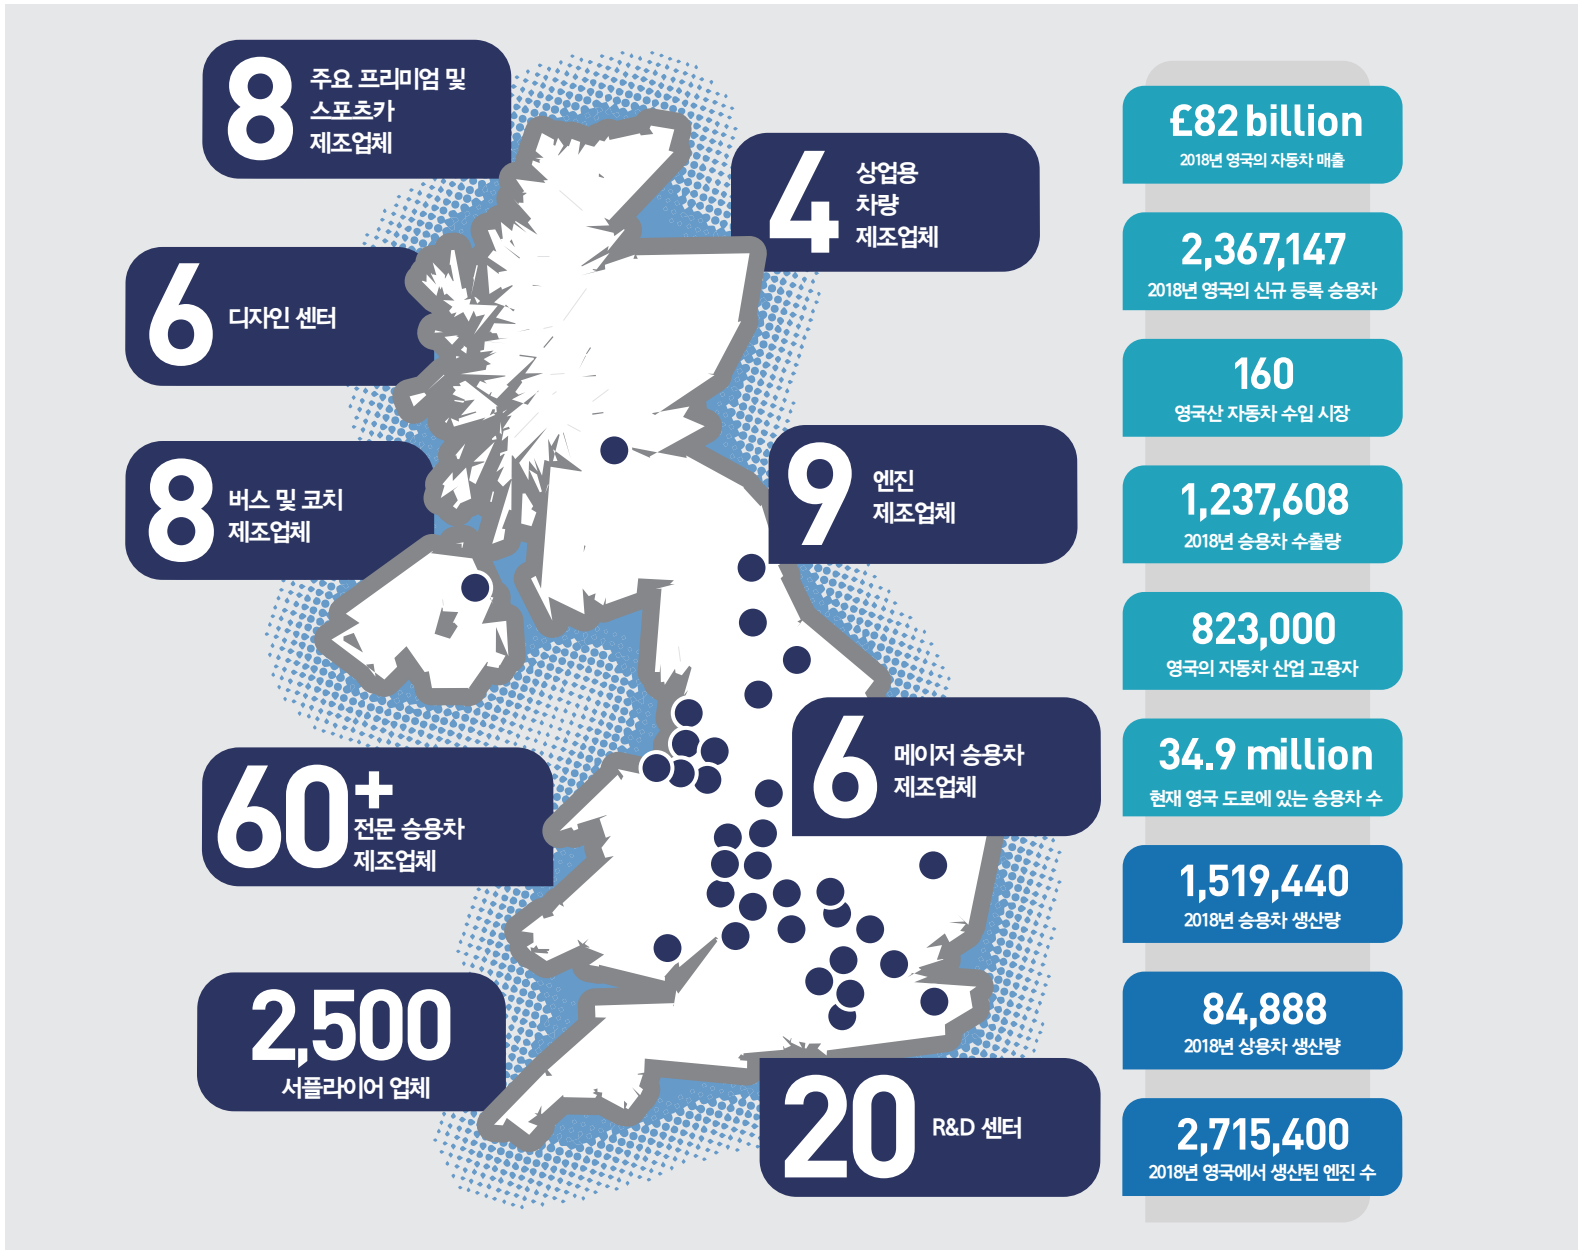 8
주요 프리미엄 및
스포츠카
제조업체
4
상업용
차량
제조업체
6
디자인 센터
8
버스 및 코치
제조업체
9
엔진
제조업체
60+
전문 승용차
제조업체
6
메이저 승용차
제조업체
2,500
서플라이어 업체
20
R&D 센터
£82 billion
2018년 영국의 자동차 매출
2,367,147
2018년 영국의 신규 등록 승용차
160
영국산 자동차 수입 시장
1,237,608
2018년 승용차 수출량
823,000
영국의 자동차 산업 고용자
34.9 million
현재 영국 도로에 있는 승용차 수
1,519,440
2018년 승용차 생산량
84,888
2018년 상용차 생산량
2,715,400
2018년 영국에서 생산된 엔진 수